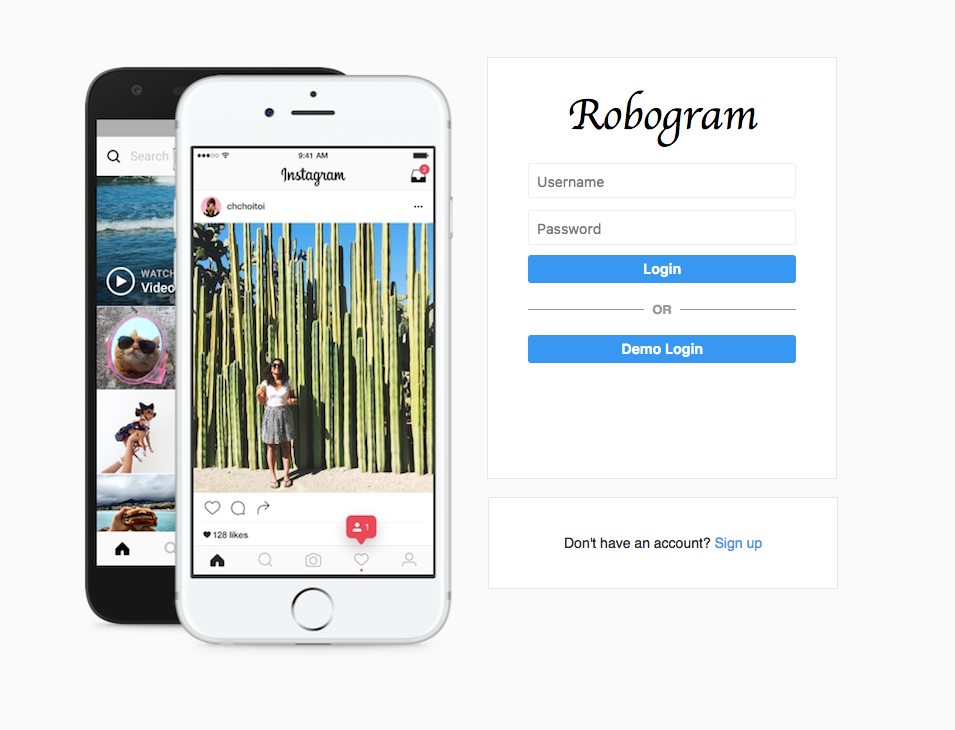 Search
WATCH
Video
9:41 AM
Instagram
2
chchoitoi
128 likes
1
Robogram
Username
Password
Login
OR
Demo Login
Don't have an account? Sign up